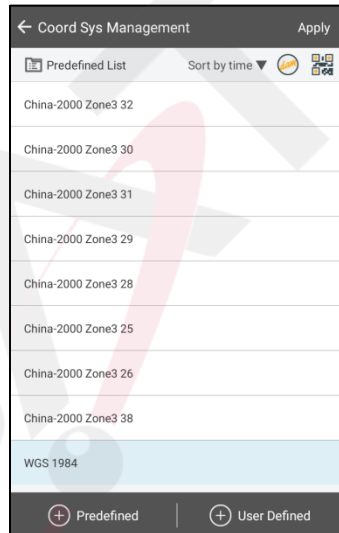 ← Coord Sys Management Apply
Predefined List Sort by time ▼
China-2000 Zone3 32
China-2000 Zone3 30
China-2000 Zone3 31
China-2000 Zone3 29
China-2000 Zone3 28
China-2000 Zone3 25
China-2000 Zone3 26
China-2000 Zone3 38
WGS 1984
Predefined User Defined